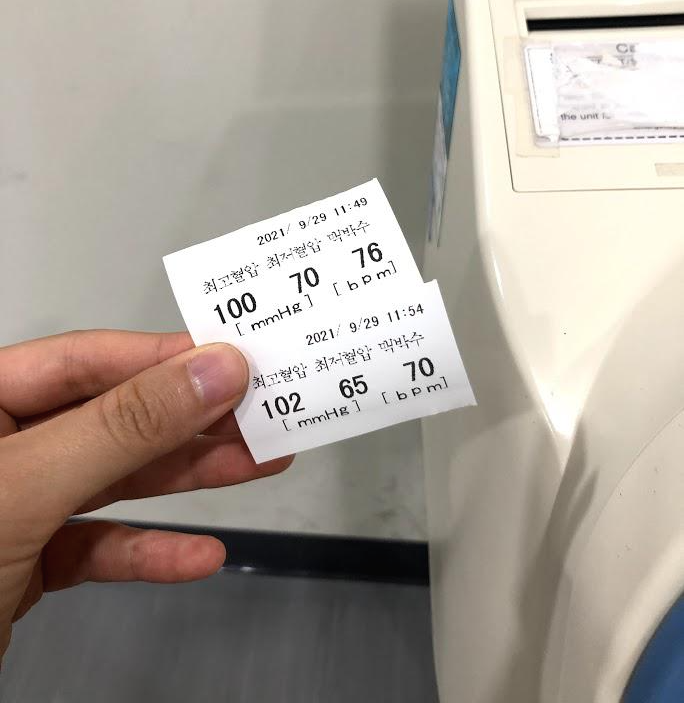 2021/ 9/29 11:49
최고혈압 최저혈압 맥박수
100 70 76
[ mmHg ] [ bpm ]
2021/ 9/29 11:54
최고혈압 최저혈압 맥박수
102 65 70
[ mmHg ] [ bpm ]
the unit